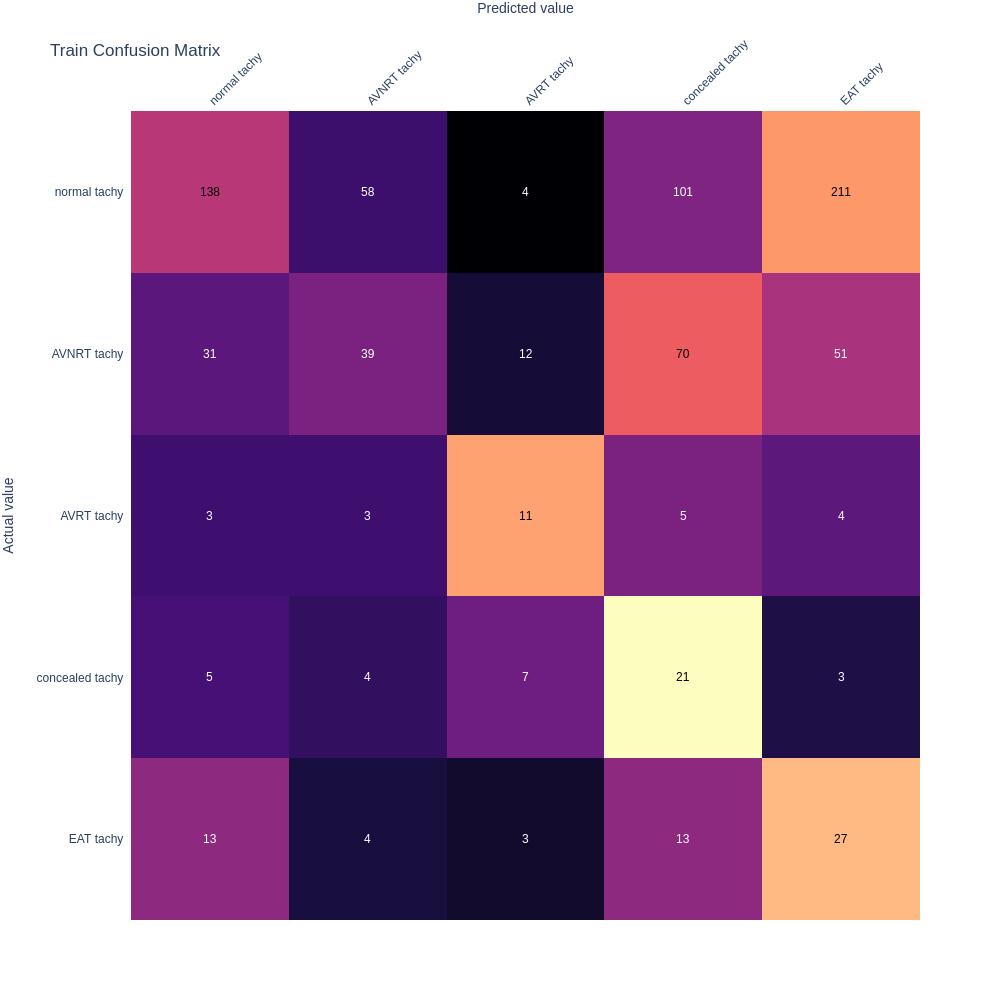 Predicted value
Train Confusion Matrix
normal tachy AVNRT tachy AVRT tachy concealed tachy EAT tachy
normal tachy 138 58 4 101 211
AVNRT tachy 31 39 12 70 51
Actual value
AVRT tachy 3 3 11 5 4
concealed tachy 5 4 7 21 3
EAT tachy 13 4 3 13 27